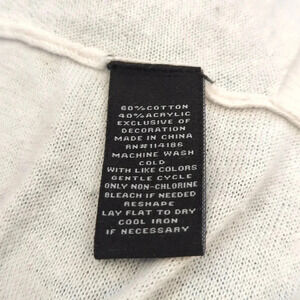 60% COTTON
40% ACRYLIC
EXCLUSIVE OF
DECORATION
MADE IN CHINA
RN#114186
MACHINE WASH
COLD
WITH LIKE COLORS
GENTLE CYCLE
ONLY NON-CHLORINE
BLEACH IF NEEDED
RESHAPE
LAY FLAT TO DRY
COOL IRON
IF NECESSARY